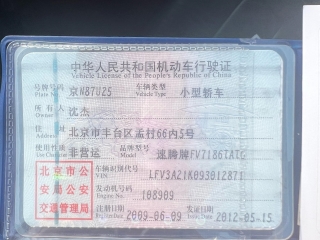 中华人民共和国机动车行驶证
Vehicle License of the People's Republic of China
号牌号码 京N87U25 车辆类型 小型轿车
Plate No. Vehicle Type
所有人 沈杰
住址 北京市丰台区孟村66内5号
使用性质 非营运 品牌型号 速腾牌FV7186TATG
Use Character
北京市公
安局公安
交通管理局
车辆识别代号 LFV3A21K093012871
VIN
发动机号码 108909
Engine No.
注册日期 2009-06-09 发证日期 2012-05-15